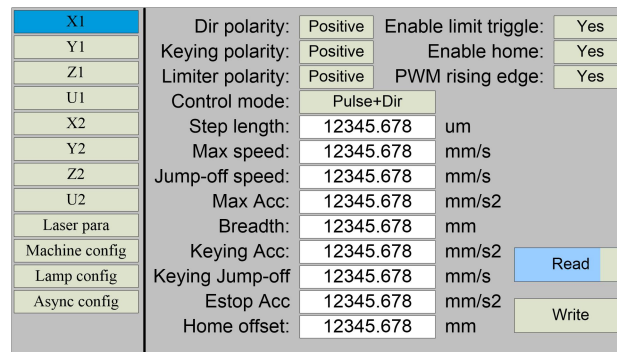 X1
Y1
Z1
U1
X2
Y2
Z2
U2
Laser para
Machine config
Lamp config
Async config
Dir polarity: Positive Enable limit triggle: Yes
Keying polarity: Positive Enable home: Yes
Limiter polarity: Positive PWM rising edge: Yes
Control mode: Pulse+Dir
Step length: 12345.678 um
Max speed: 12345.678 mm/s
Jump-off speed: 12345.678 mm/s
Max Acc: 12345.678 mm/s2
Breadth: 12345.678 mm
Keying Acc: 12345.678 mm/s2
Keying Jump-off 12345.678 mm/s
Estop Acc 12345.678 mm/s2
Home offset: 12345.678 mm
Read
Write